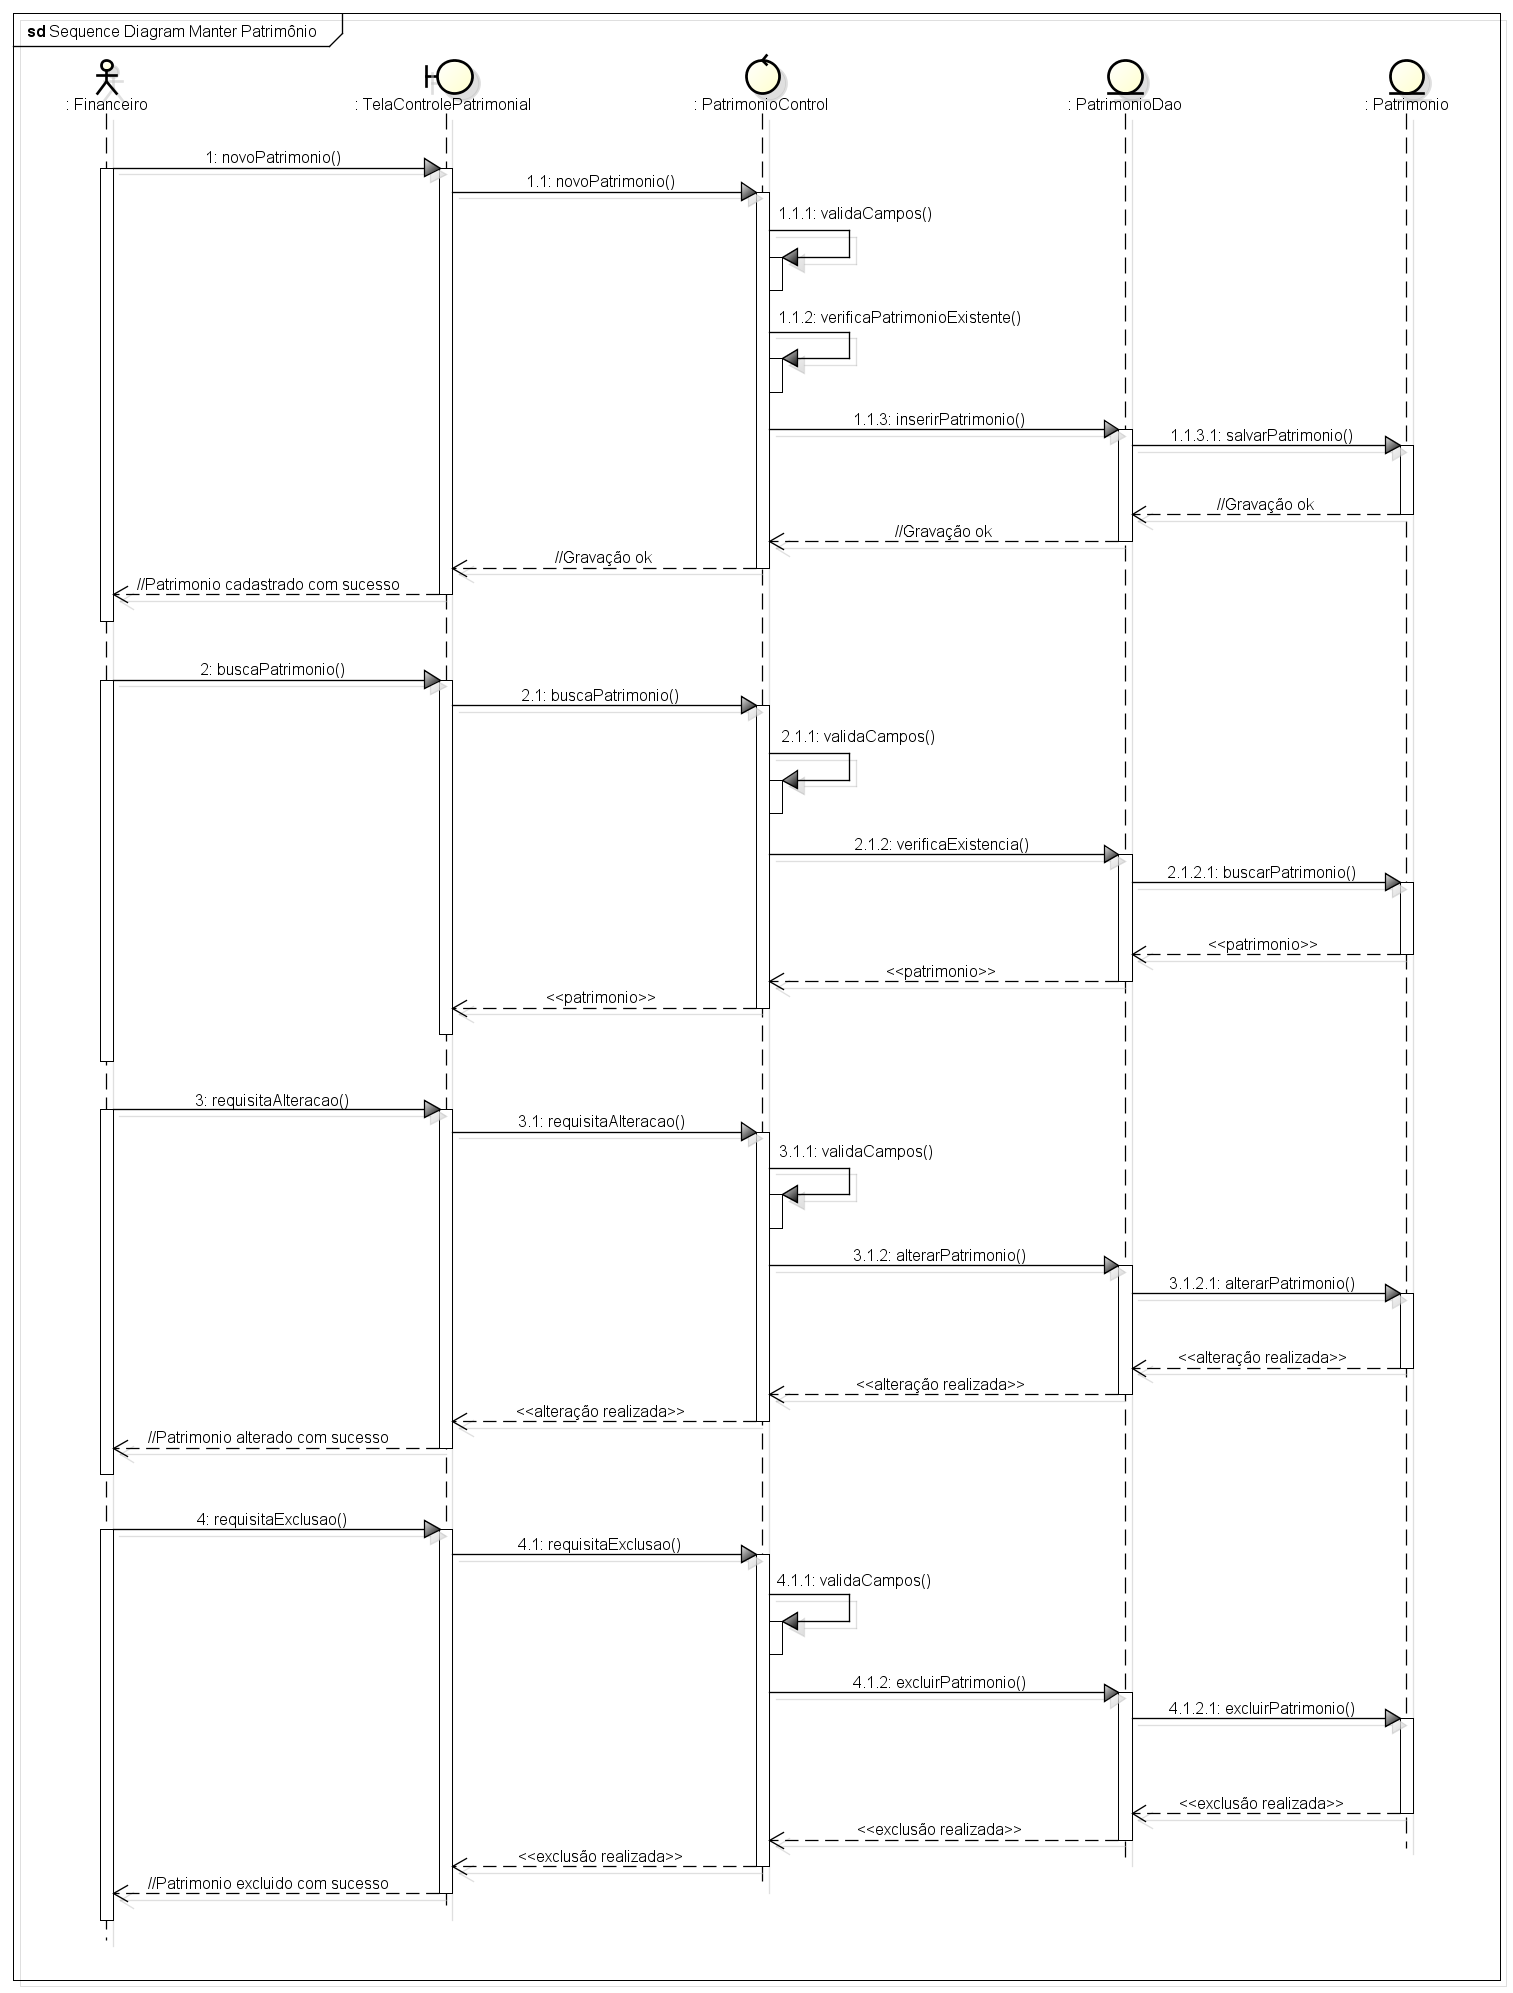 sd Sequence Diagram Manter Patrimônio
: Financeiro
: TelaControlePatrimonial
: PatrimonioControl
: PatrimonioDao
: Patrimonio
1: novoPatrimonio()
1.1: novoPatrimonio()
1.1.1: validaCampos()
1.1.2: verificaPatrimonioExistente()
1.1.3: inserirPatrimonio()
1.1.3.1: salvarPatrimonio()
//Gravação ok
//Gravação ok
//Gravação ok
//Patrimonio cadastrado com sucesso
2: buscaPatrimonio()
2.1: buscaPatrimonio()
2.1.1: validaCampos()
2.1.2: verificaExistencia()
2.1.2.1: buscarPatrimonio()
<<patrimonio>>
<<patrimonio>>
<<patrimonio>>
3: requisitaAlteracao()
3.1: requisitaAlteracao()
3.1.1: validaCampos()
3.1.2: alterarPatrimonio()
3.1.2.1: alterarPatrimonio()
<<alteração realizada>>
<<alteração realizada>>
<<alteração realizada>>
//Patrimonio alterado com sucesso
4: requisitaExclusao()
4.1: requisitaExclusao()
4.1.1: validaCampos()
4.1.2: excluirPatrimonio()
4.1.2.1: excluirPatrimonio()
<<exclusão realizada>>
<<exclusão realizada>>
<<exclusão realizada>>
//Patrimonio excluido com sucesso